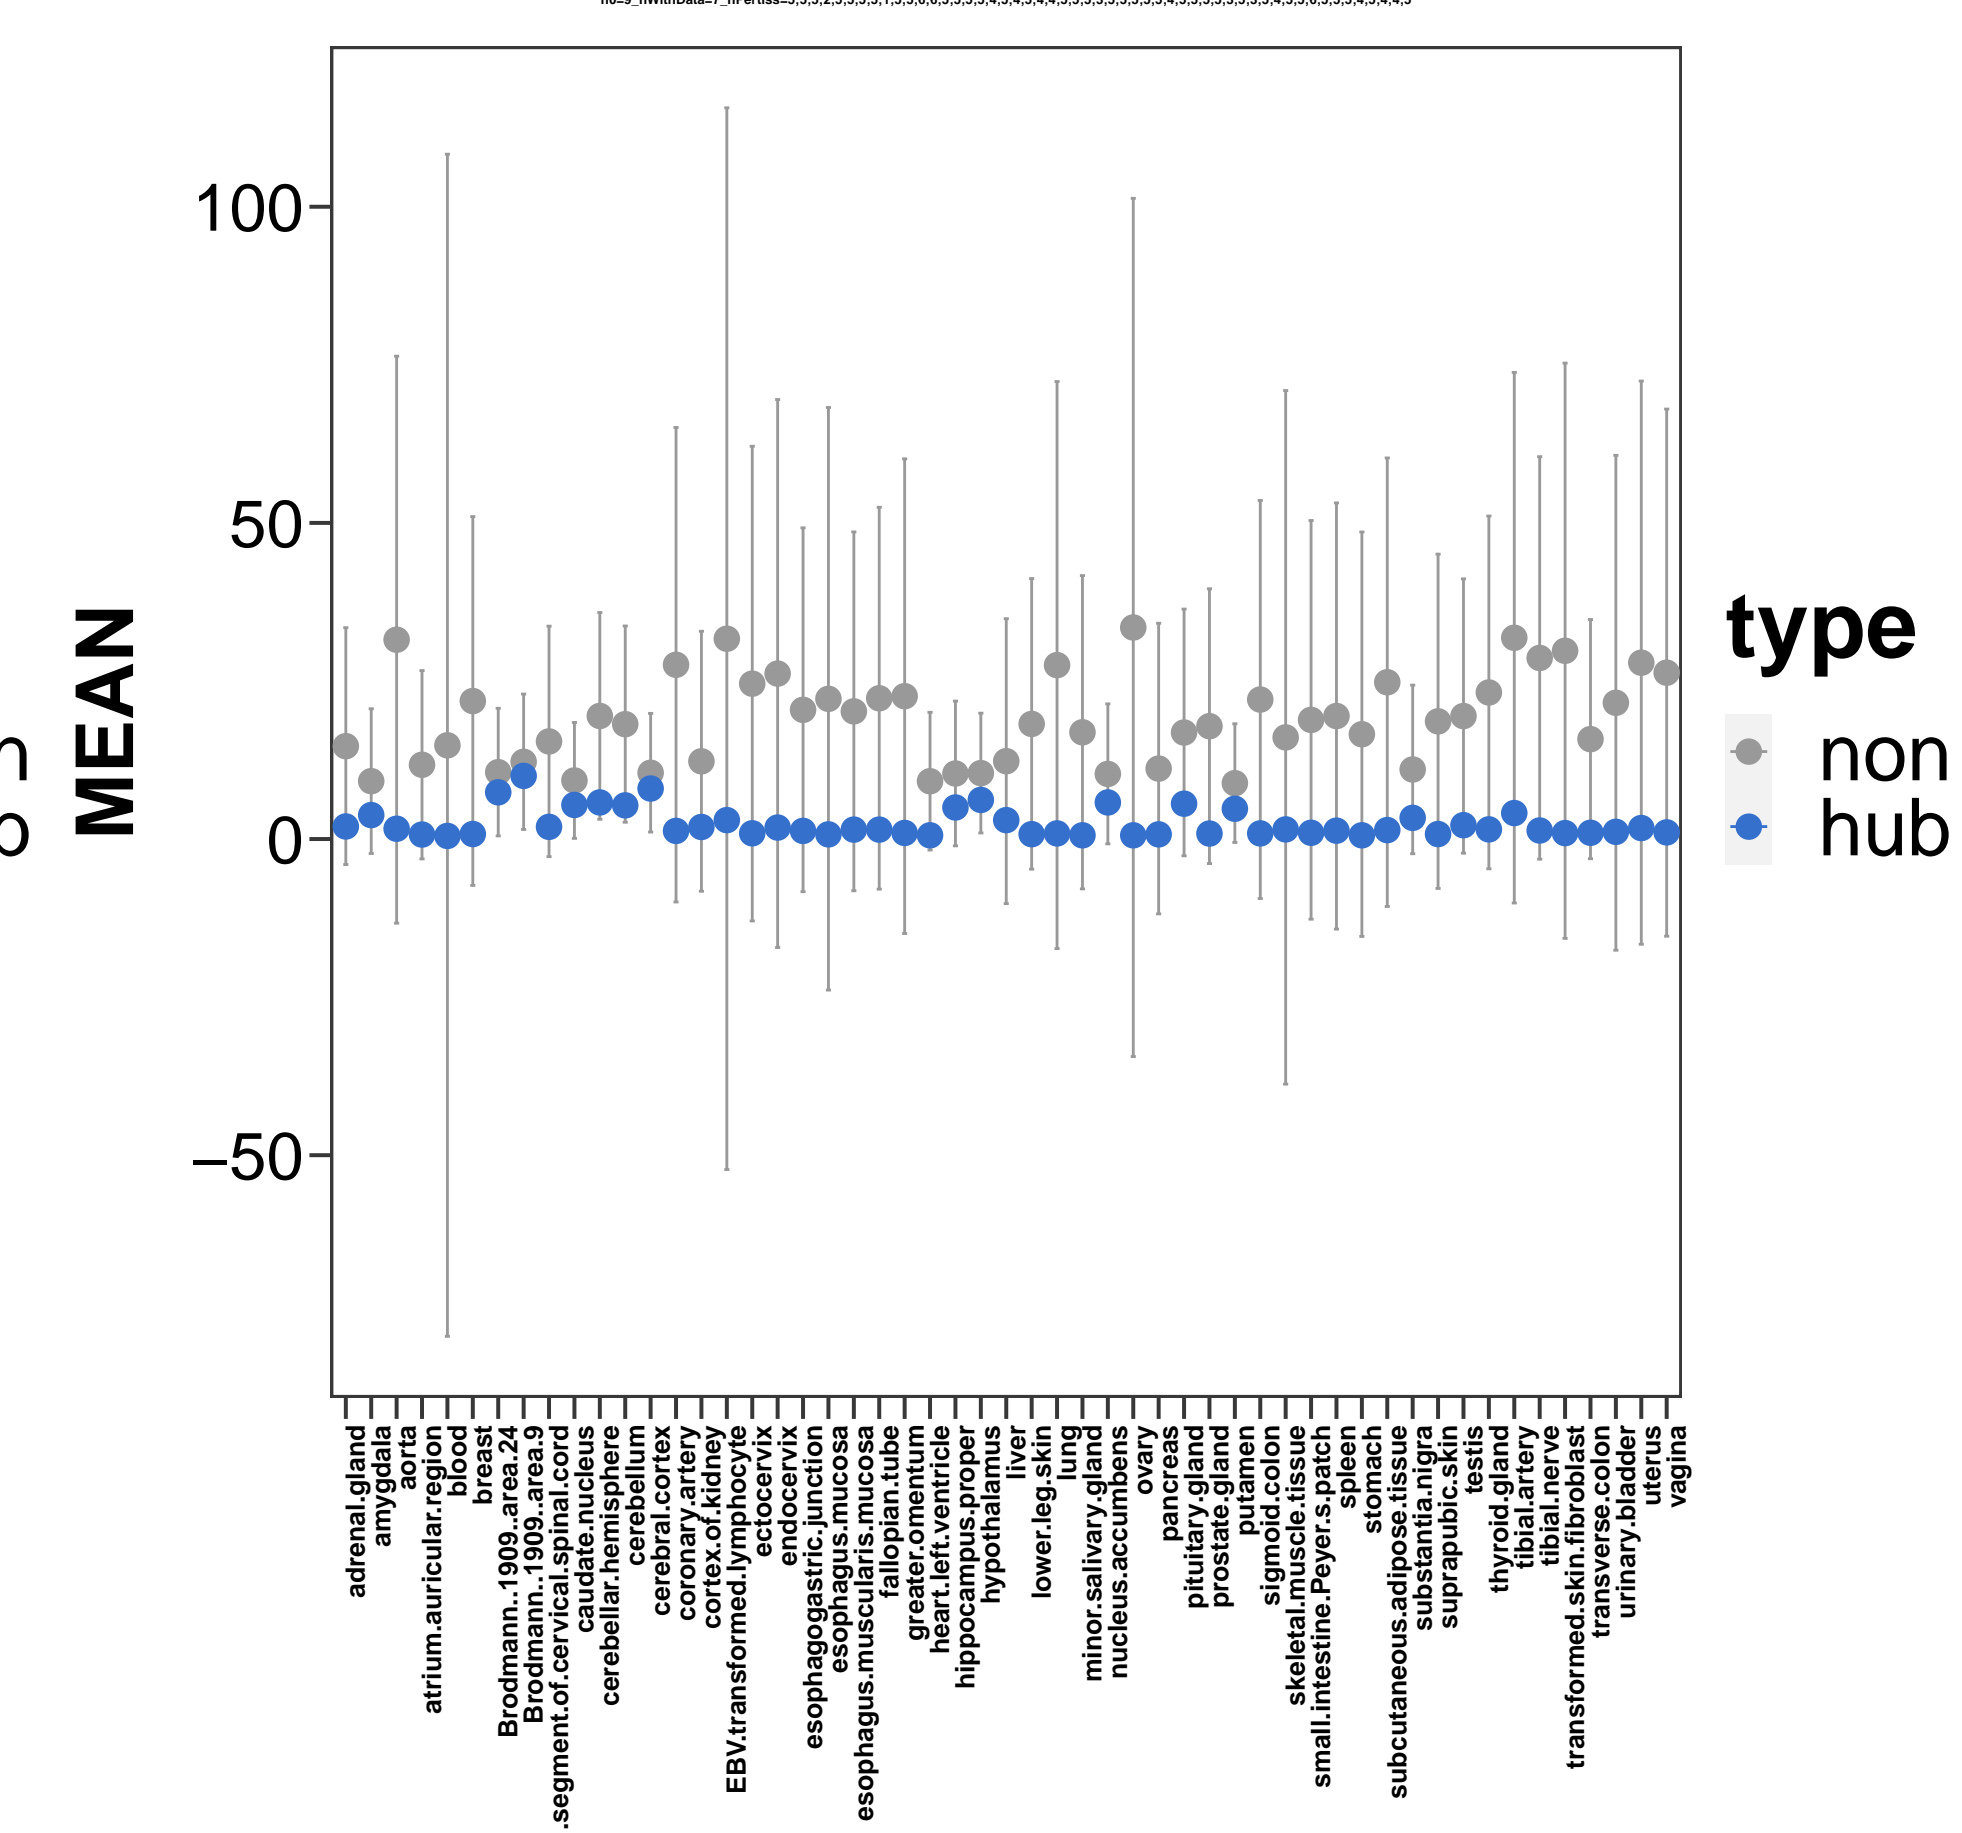 MEAN
100
50
0
–50
adrenal.gland
amygdala
aorta
atrium.auricular.region
blood
breast
Brodmann..1909..area.24
Brodmann..1909..area.9
.segment.of.cervical.spinal.cord
caudate.nucleus
cerebellar.hemisphere
cerebellum
cerebral.cortex
coronary.artery
cortex.of.kidney
EBV.transformed.lymphocyte
ectocervix
endocervix
esophagogastric.junction
esophagus.mucosa
esophagus.muscularis.mucosa
fallopian.tube
greater.omentum
heart.left.ventricle
hippocampus.proper
hypothalamus
liver
lower.leg.skin
lung
minor.salivary.gland
nucleus.accumbens
ovary
pancreas
pituitary.gland
prostate.gland
putamen
sigmoid.colon
skeletal.muscle.tissue
small.intestine.Peyer.s.patch
spleen
stomach
subcutaneous.adipose.tissue
substantia.nigra
suprapubic.skin
testis
thyroid.gland
tibial.artery
tibial.nerve
transformed.skin.fibroblast
transverse.colon
urinary.bladder
uterus
vagina
type
non
hub